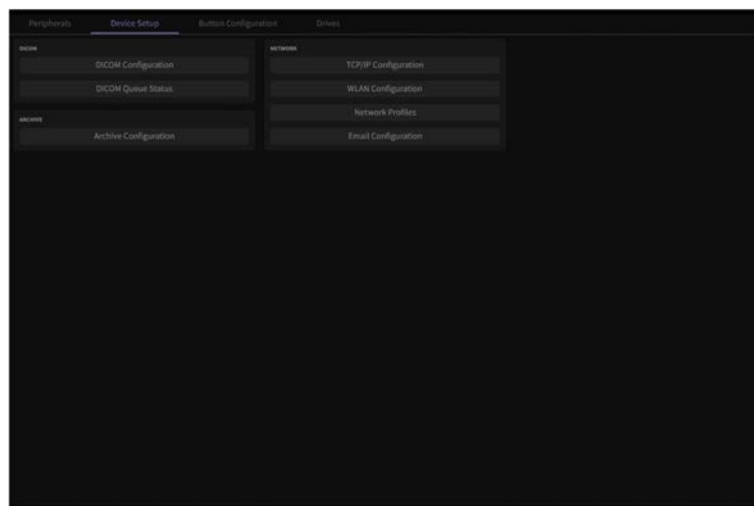 Peripherals Device Setup Button Configuration Drives
DICOM
DICOM Configuration
DICOM Queue Status
ARCHIVE
Archive Configuration
NETWORK
TCP/IP Configuration
WLAN Configuration
Network Profiles
Email Configuration